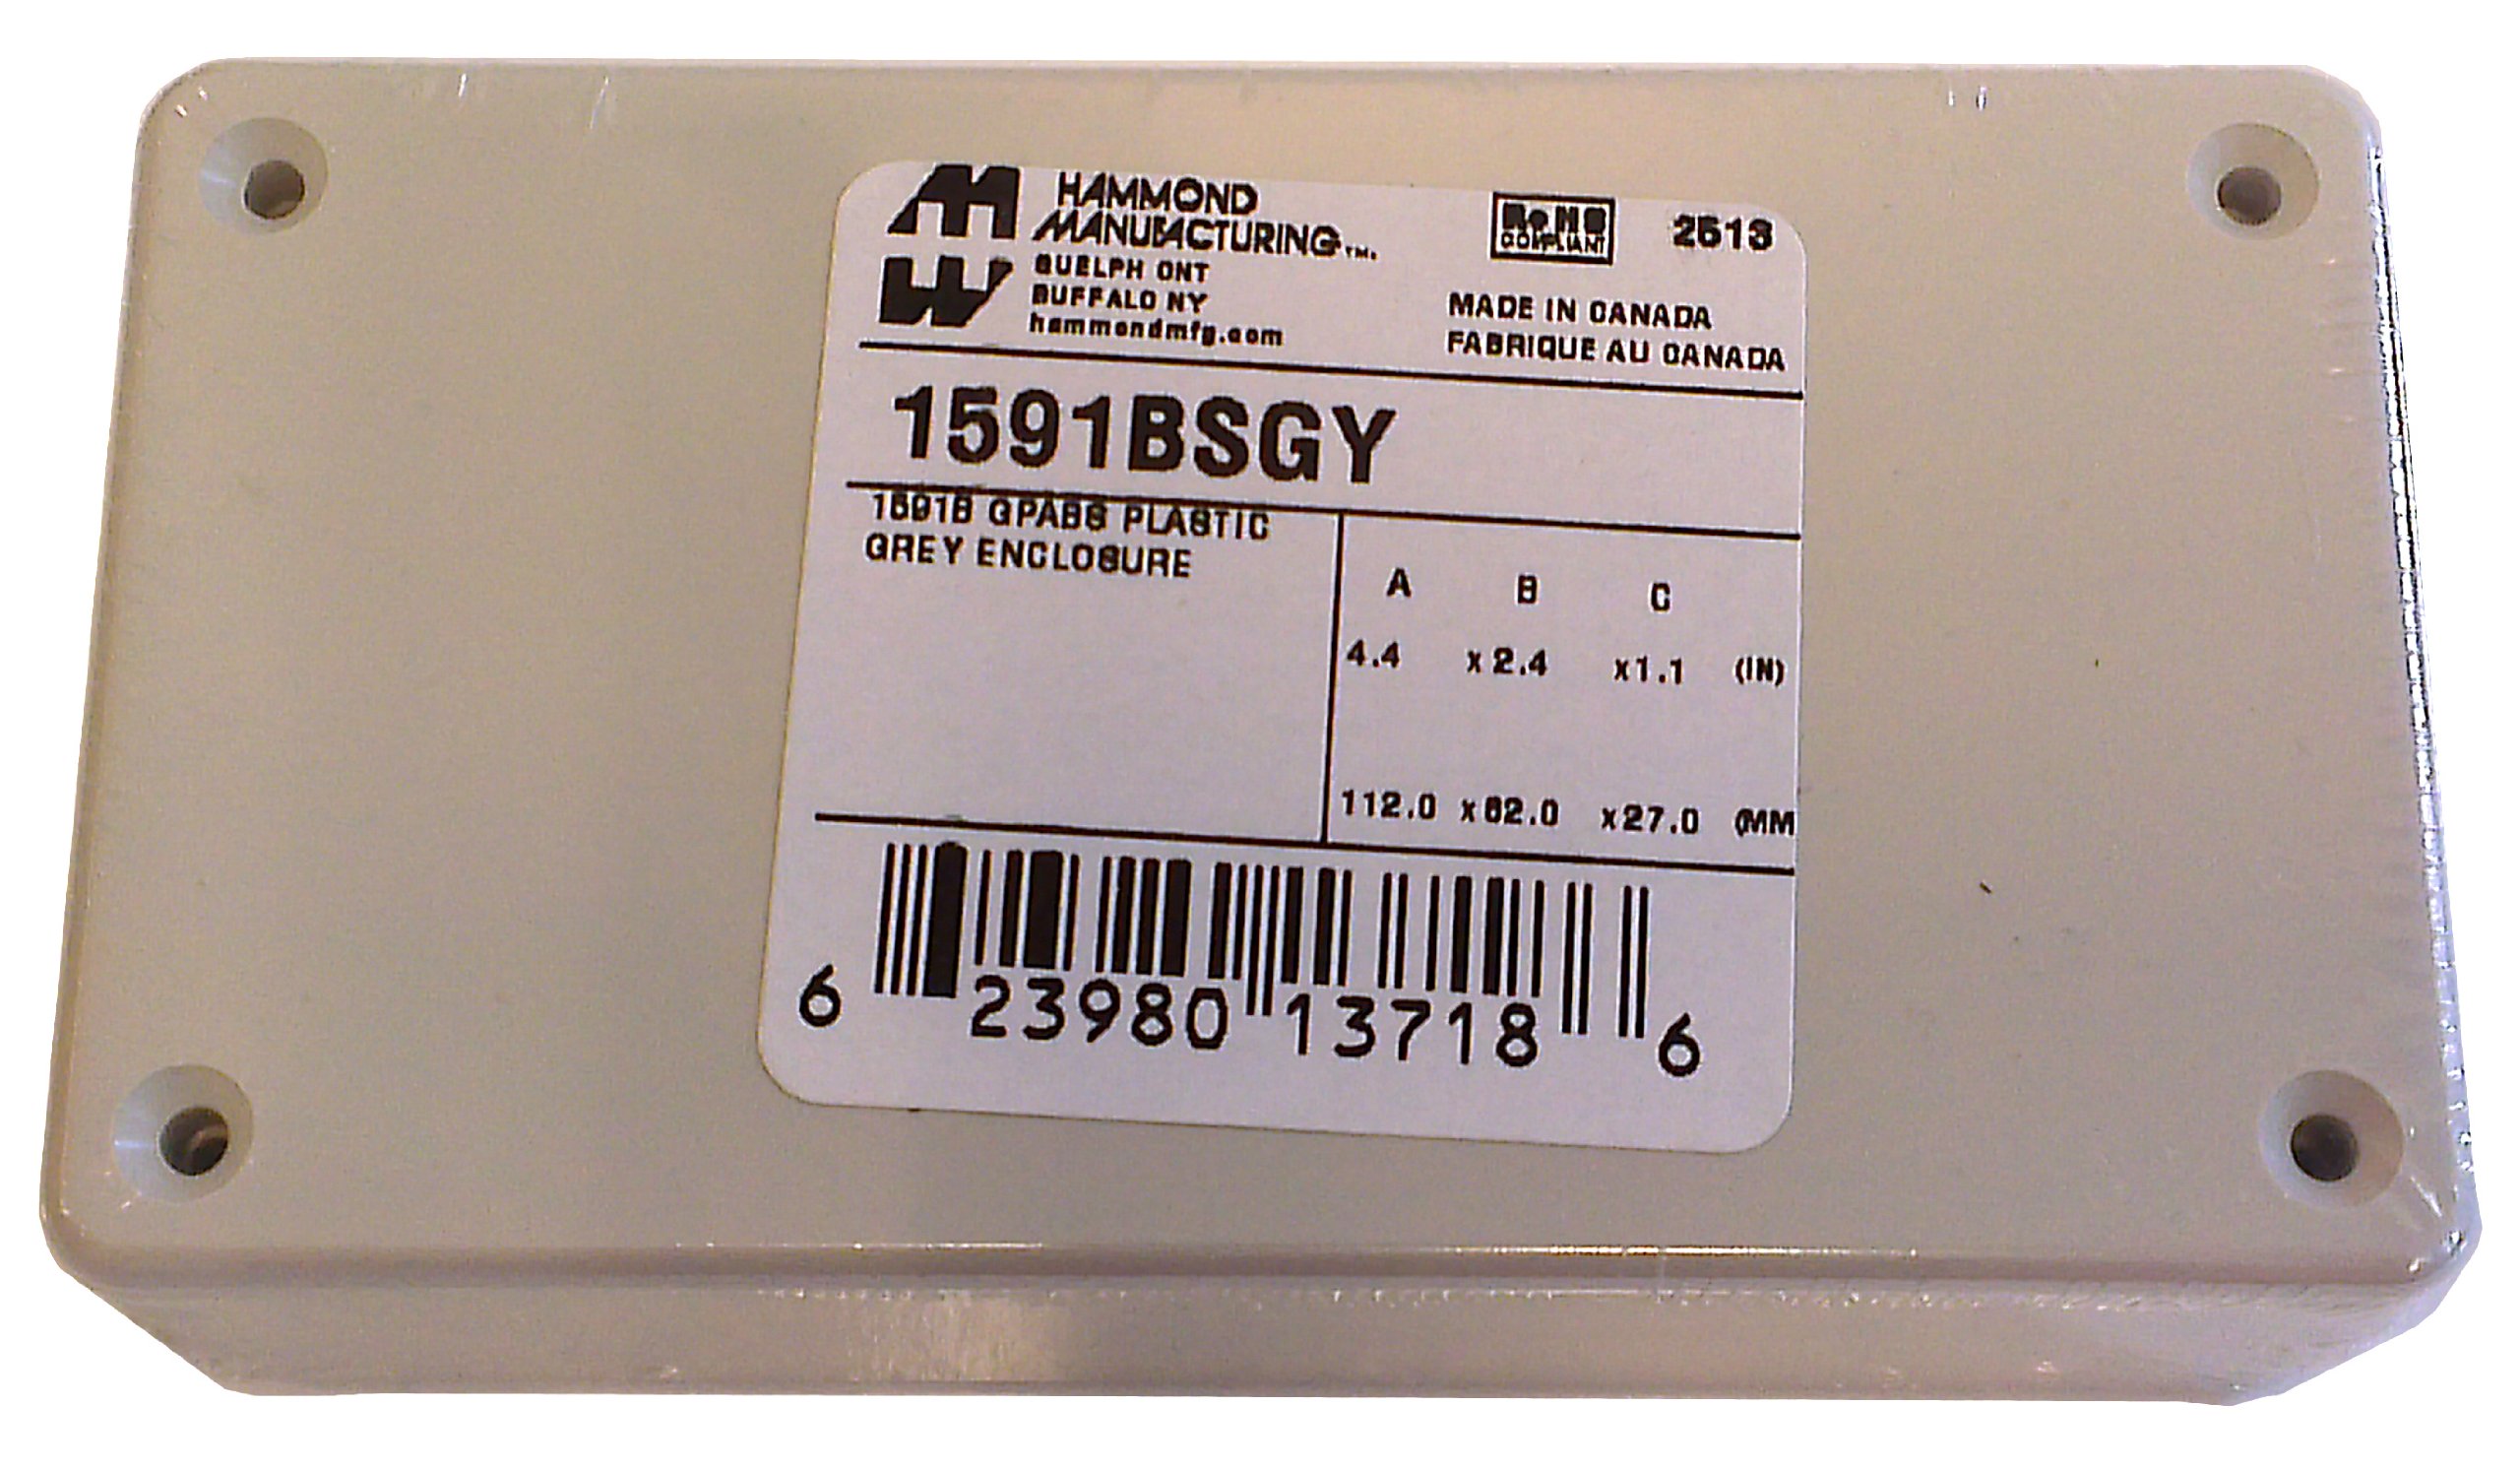 HAMMOND
MANUFACTURING™.
RoHS
COMPLIANT
2513
GUELPH ONT
BUFFALO NY
hammondmfg.com
MADE IN CANADA
FABRIQUE AU CANADA
1591BSGY
1591B GPABS PLASTIC
GREY ENCLOSURE
A B C
4.4 x 2.4 x 1.1 (IN)
112.0 x 62.0 x 27.0 (MM
6 23980 13718 6